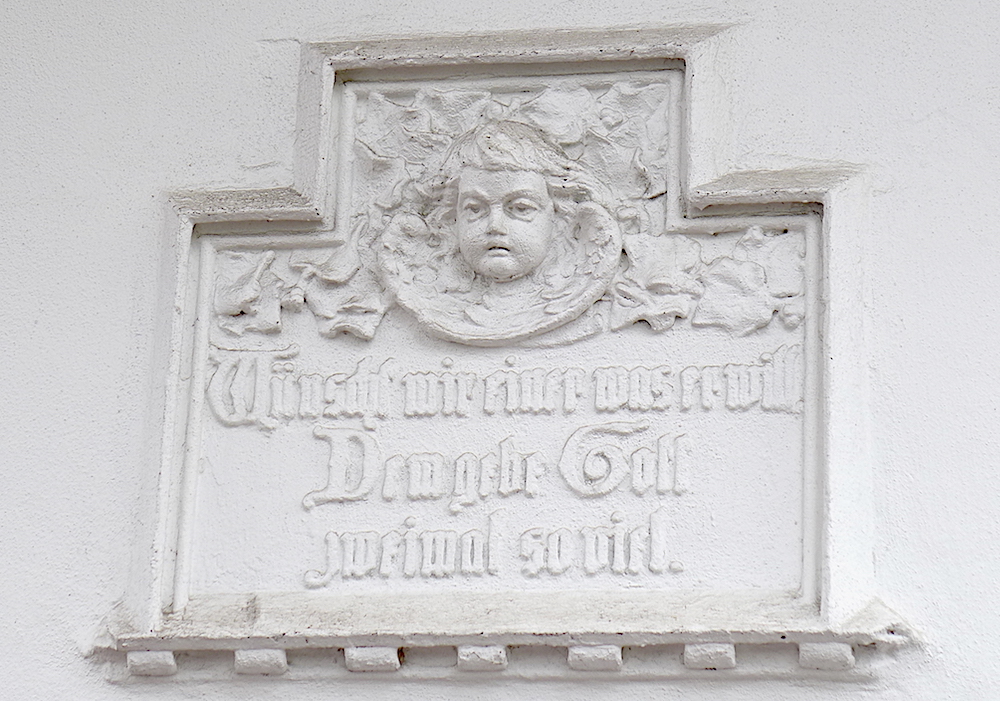 Wünscht mir einer was er will
Dem gebe Gott
zweimal so viel.